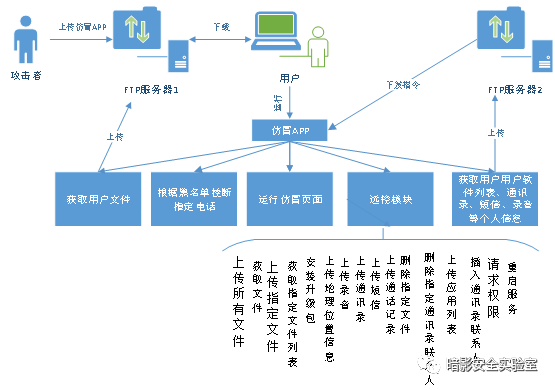 上传仿冒APP
下载
攻击者
FTP服务器1
用户
FTP服务器2
运行
下发指令
上传
仿冒APP
上传
获取用户文件
根据黑名单拴断
指定电话
运行仿冒页面
远控模块
获取用户用户软
件列表、通讯
录、短信、录音
等个人信息
上传所有文件
获取文件
上传指定文件
获取指定文件列表
安装升级包
上传地理位置信息
上传录音
上传通讯录
上传短信
上传通话记录
删除指定文件
删除指定通讯录联系人
上传应用列表
插入通讯录联系人
请求权限
重启服务
暗影安全实验室